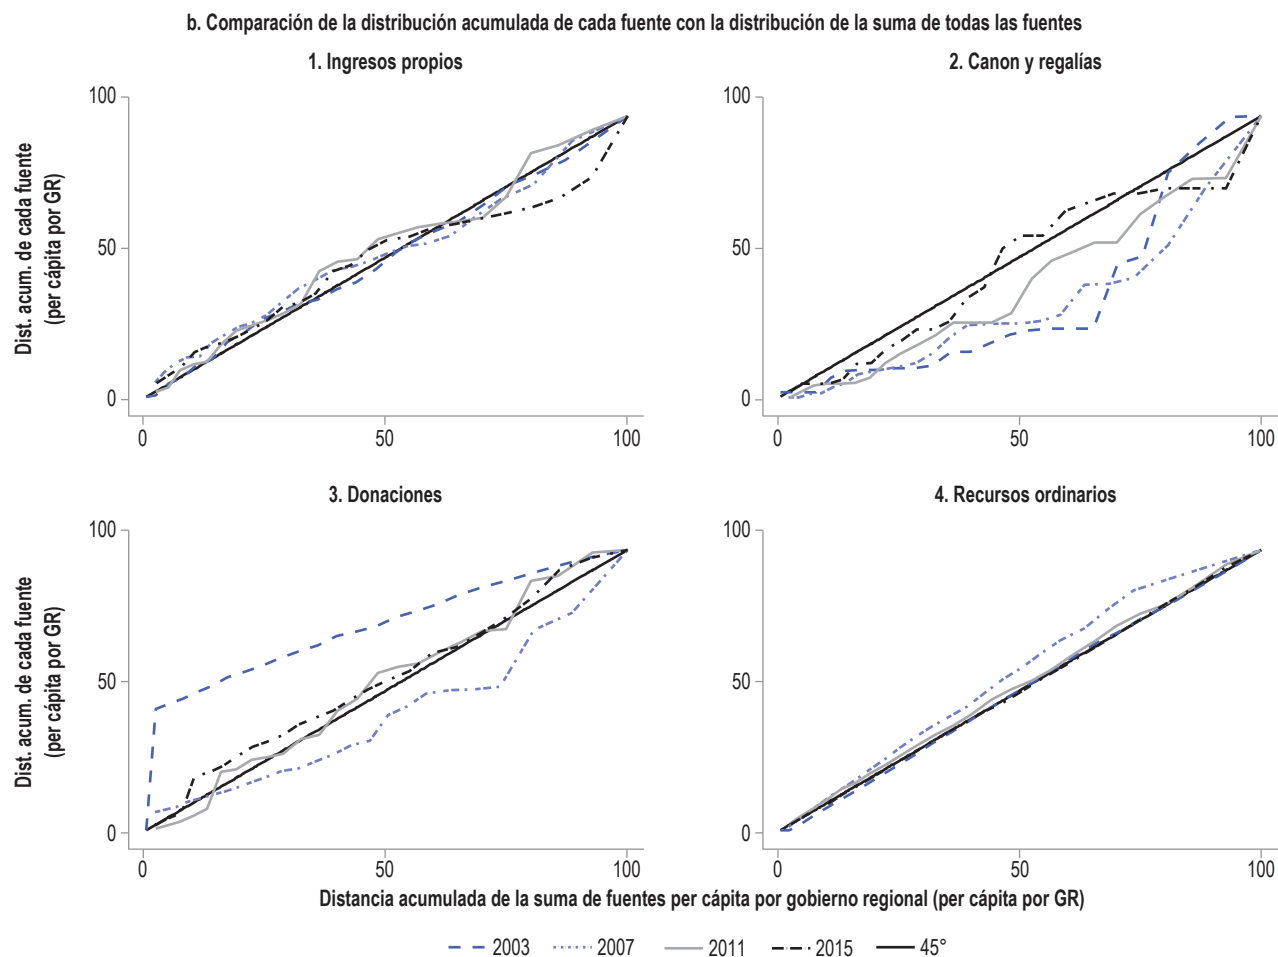 b. Comparación de la distribución acumulada de cada fuente con la distribución de la suma de todas las fuentes
1. Ingresos propios
Dist. acum. de cada fuente
(per cápita por GR)
100
50
0
0 50 100
2. Canon y regalías
100
50
0
0 50 100
3. Donaciones
Dist. acum. de cada fuente
(per cápita por GR)
100
50
0
0 50 100
4. Recursos ordinarios
100
50
0
0 50 100
Distancia acumulada de la suma de fuentes per cápita por gobierno regional (per cápita por GR)
2003 2007 2011 2015 45°